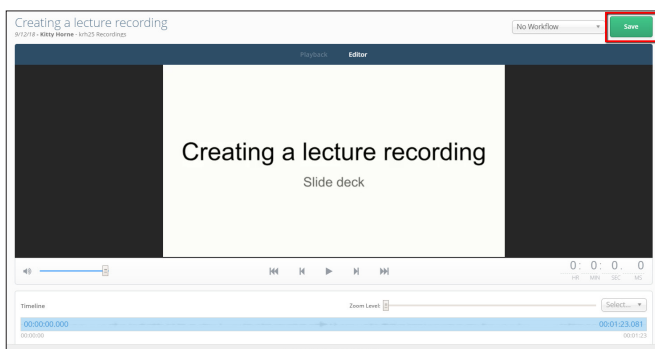 Creating a lecture recording
9/12/18 • Kitty Horne - krh25 Recordings
No Workflow
Save
Playback Editor
Creating a lecture recording
Slide deck
0: 0: 0. 0
HR MIN SEC MS
Timeline
Zoom Level:
Select...
00:00:00.000 00:01:23.081
00:00:00 00:01:23